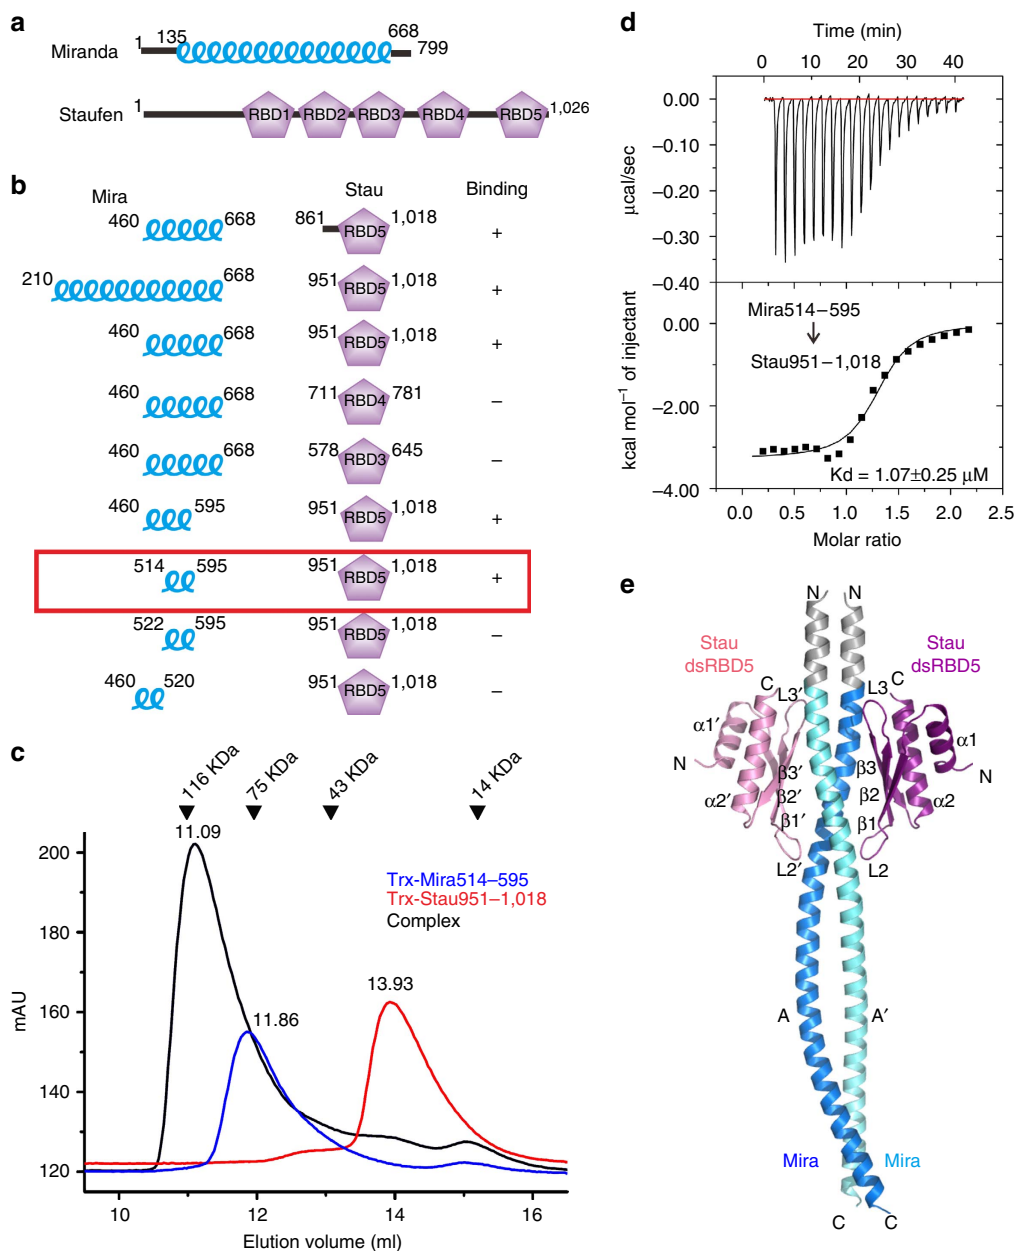 a
Miranda 1 135 668 799
Staufen 1 RBD1 RBD2 RBD3 RBD4 RBD5 1,026
b
Mira Stau Binding
460 668 861 RBD5 1,018 +
210 668 951 RBD5 1,018 +
460 668 951 RBD5 1,018 +
460 668 711 RBD4 781 –
460 668 578 RBD3 645 –
460 595 951 RBD5 1,018 +
514 595 951 RBD5 1,018 +
522 595 951 RBD5 1,018 –
460 520 951 RBD5 1,018 –
c
116 KDa 75 KDa 43 KDa 14 KDa
11.09
11.86
13.93
Trx-Mira514–595
Trx-Stau951–1,018
Complex
mAU
200
180
160
140
120
10 12 14 16
Elution volume (ml)
d
Time (min)
0 10 20 30 40
µcal/sec
0.00
–0.10
–0.20
–0.30
–0.40
kcal mol⁻¹ of injectant
0.00
–2.00
–4.00
Mira514–595
Stau951–1,018
Kd = 1.07±0.25 µM
0.0 0.5 1.0 1.5 2.0 2.5
Molar ratio
e
N N
Stau
dsRBD5
Stau
dsRBD5
C L3′ L3 C
α1′ α1
N N
β3′ β3
α2′ β2′ β2 α2
β1′ β1
L2′ L2
A A′
Mira Mira
C C